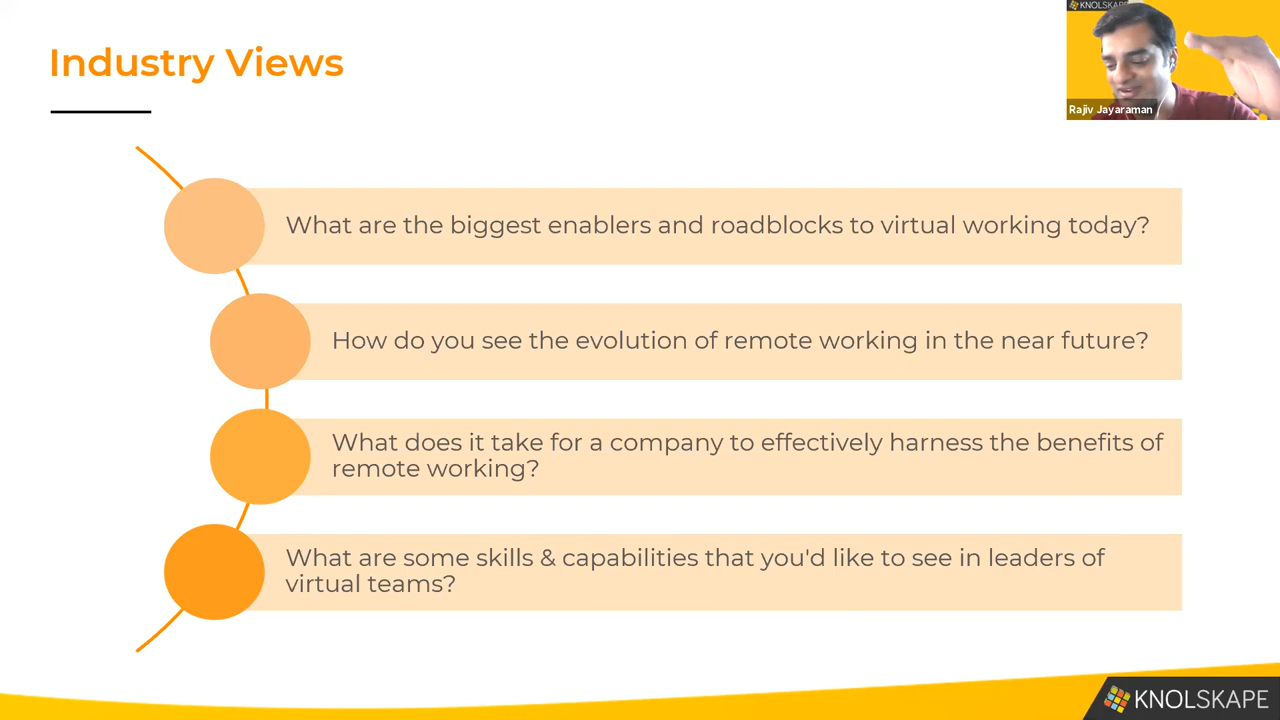 Industry Views
KNOLSKAPE
Rajiv Jayaraman
What are the biggest enablers and roadblocks to virtual working today?
How do you see the evolution of remote working in the near future?
What does it take for a company to effectively harness the benefits of
remote working?
What are some skills & capabilities that you'd like to see in leaders of
virtual teams?
KNOLSKAPE